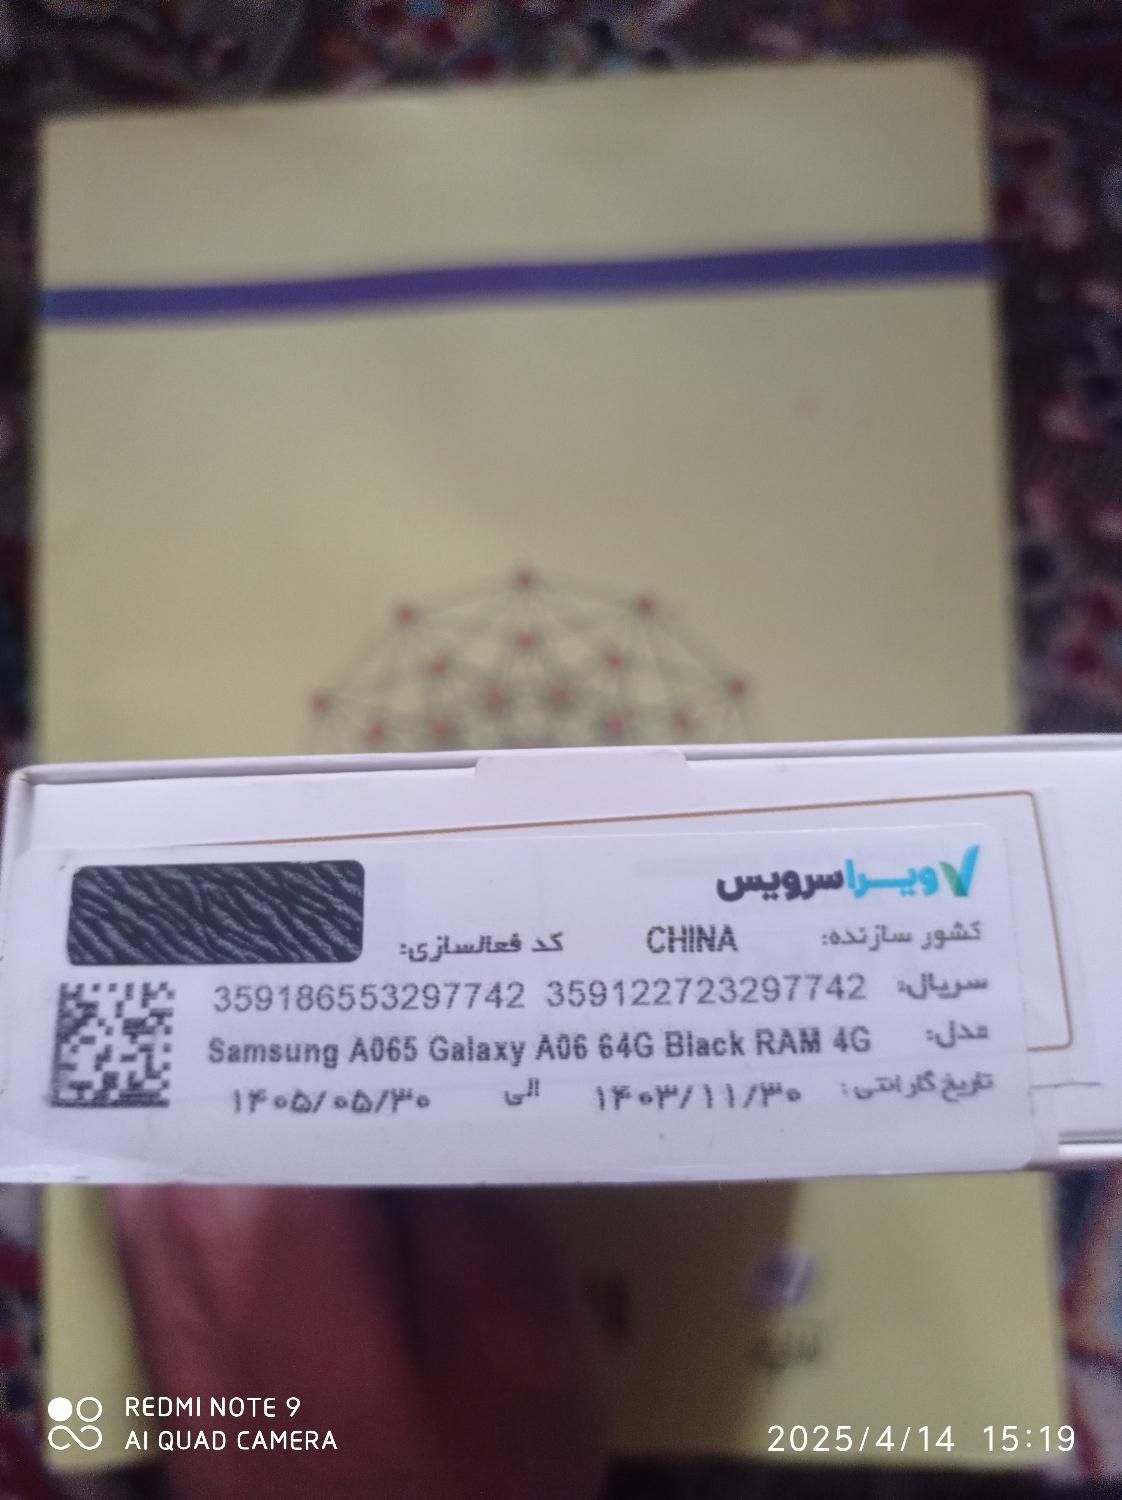 ویرا سرویس
کشور سازنده: CHINA کد فعالسازی:
سریال: 359186553297742 359122723297742
مدل: Samsung A065 Galaxy A06 64G Black RAM 4G
تاریخ گارانتی: ۱۴۰۳/۱۱/۳۰ الی ۱۴۰۵/۰۵/۳۰
REDMI NOTE 9
AI QUAD CAMERA
2025/4/14 15:19